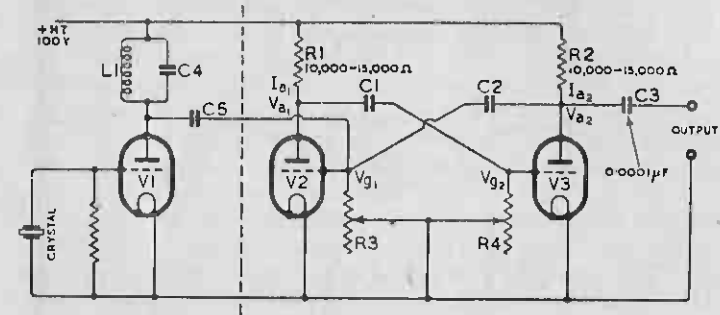 +HT
100V
L1
C4
C5
V1
CRYSTAL
R1
10,000-15,000Ω
Ia1
Va1
C1
C2
V2
Vg1
R3
R2
10,000-15,000Ω
Ia2
Va2
C3
OUTPUT
0·0001μF
Vg2
V3
R4